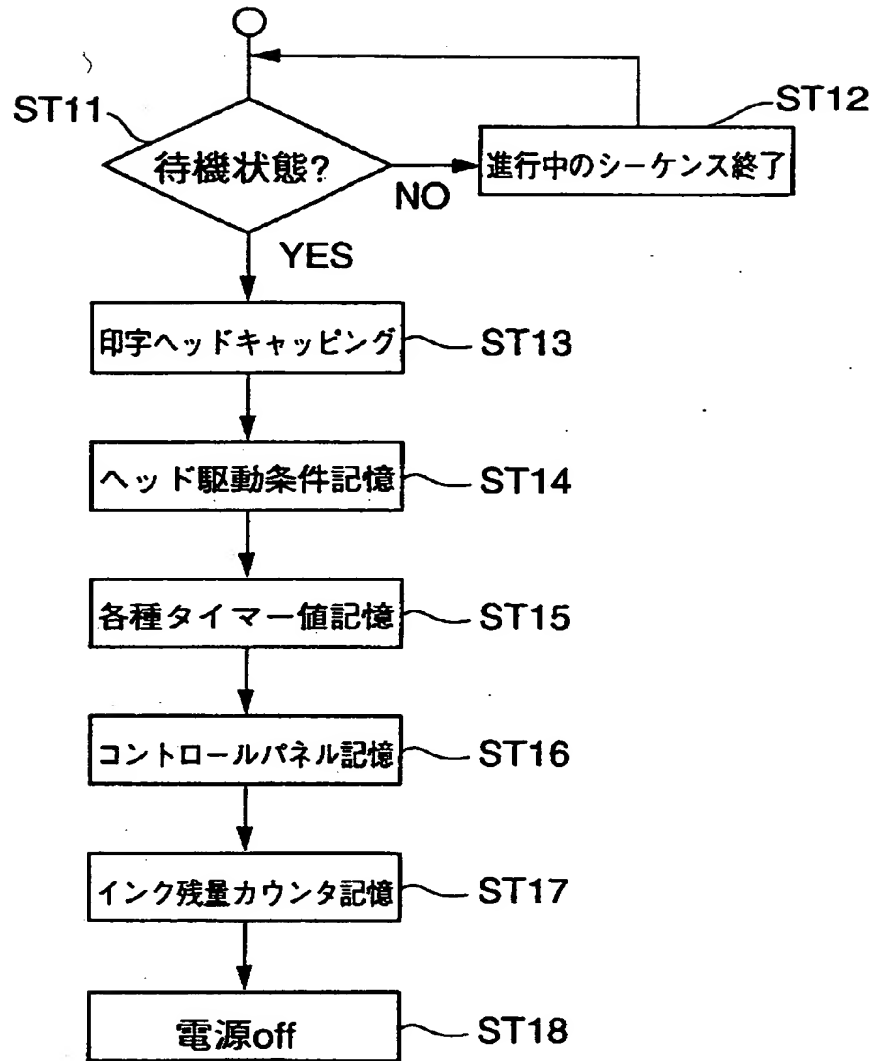 ST11
待機状態?
NO
ST12
進行中のシーケンス終了
YES
印字ヘッドキャッピング
ST13
ヘッド駆動条件記憶
ST14
各種タイマー値記憶
ST15
コントロールパネル記憶
ST16
インク残量カウンタ記憶
ST17
電源off
ST18